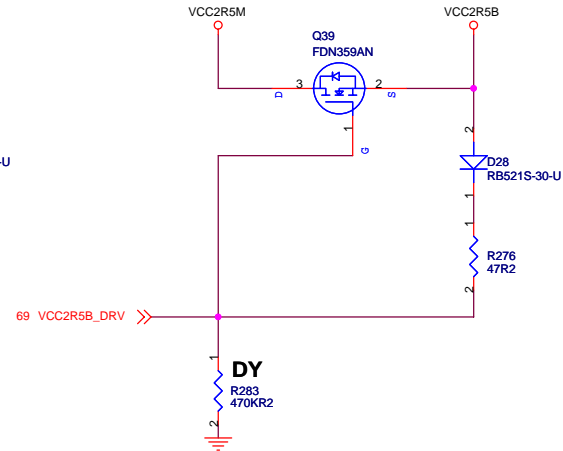 VCC2R5M
VCC2R5B
Q39
FDN359AN
3
2
D
S
1
G
2
-U
D28
RB521S-30-U
1
1
R276
47R2
2
69 VCC2R5B_DRV
1
DY
R283
470KR2
2